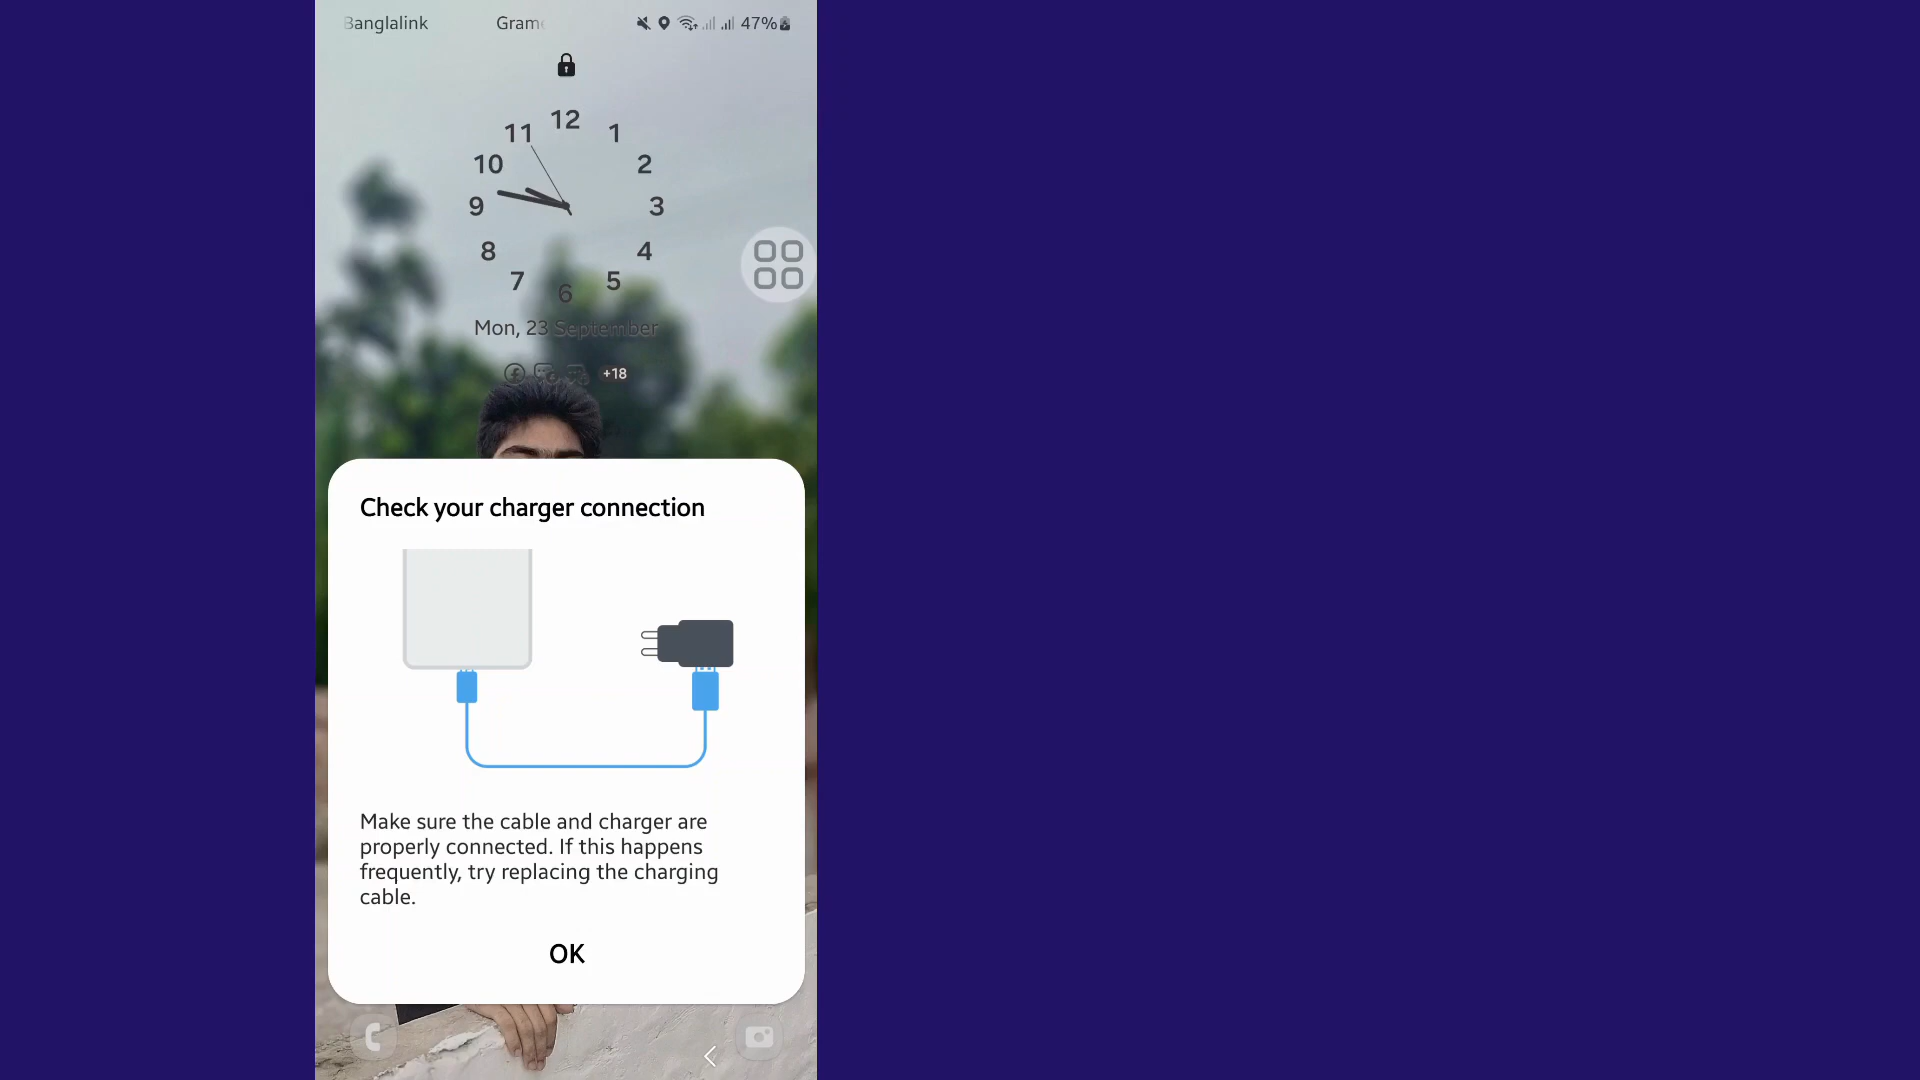 Banglalink Grame 47%
12
11 1
10 2
9 3
8 4
7 5
6
Mon, 23 September
+18
Check your charger connection
Make sure the cable and charger are
properly connected. If this happens
frequently, try replacing the charging
cable.
OK